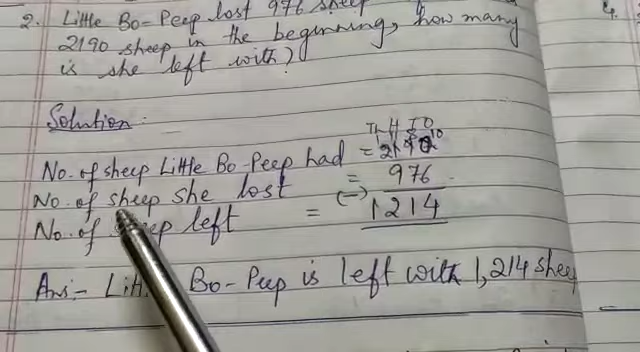 2. Little Bo-Peep lost 976 sheep
2190 sheep in the beginning, how many
is she left with?
Solution:
Th H T O
No. of sheep Little Bo-Peep had = 2190
No. of sheep she lost = (-) 976
No. of left = 1214
Ans:- Bo-Peep is left with 1,214 sheep